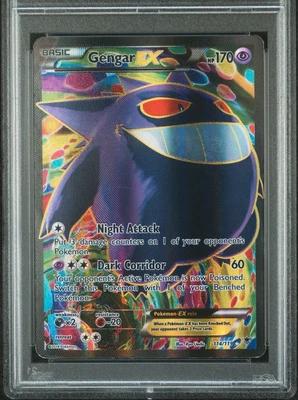 BASIC
Gengar EX HP170
Night Attack
Put 3 damage counters on 1 of your opponent's
Pokémon.
Dark Corridor 60
Your opponent's Active Pokémon is now Poisoned.
Switch this Pokémon with 1 of your Benched
Pokémon.
weakness ×2 resistance -20
retreat
Pokémon-EX rule
When a Pokémon-EX has been Knocked Out,
your opponent takes 2 Prize Cards.
114/11